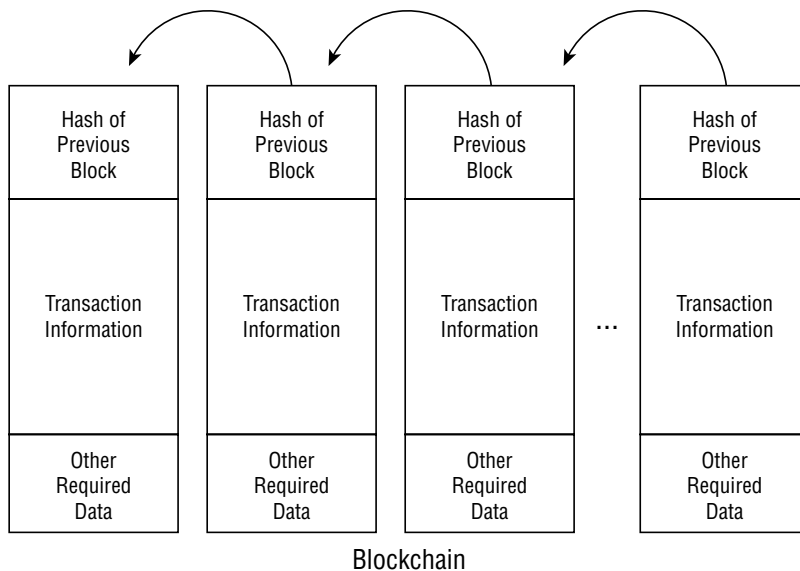 Hash of
Previous
Block
Transaction
Information
Other
Required
Data
Hash of
Previous
Block
Transaction
Information
Other
Required
Data
Hash of
Previous
Block
Transaction
Information
Other
Required
Data
...
Hash of
Previous
Block
Transaction
Information
Other
Required
Data
Blockchain